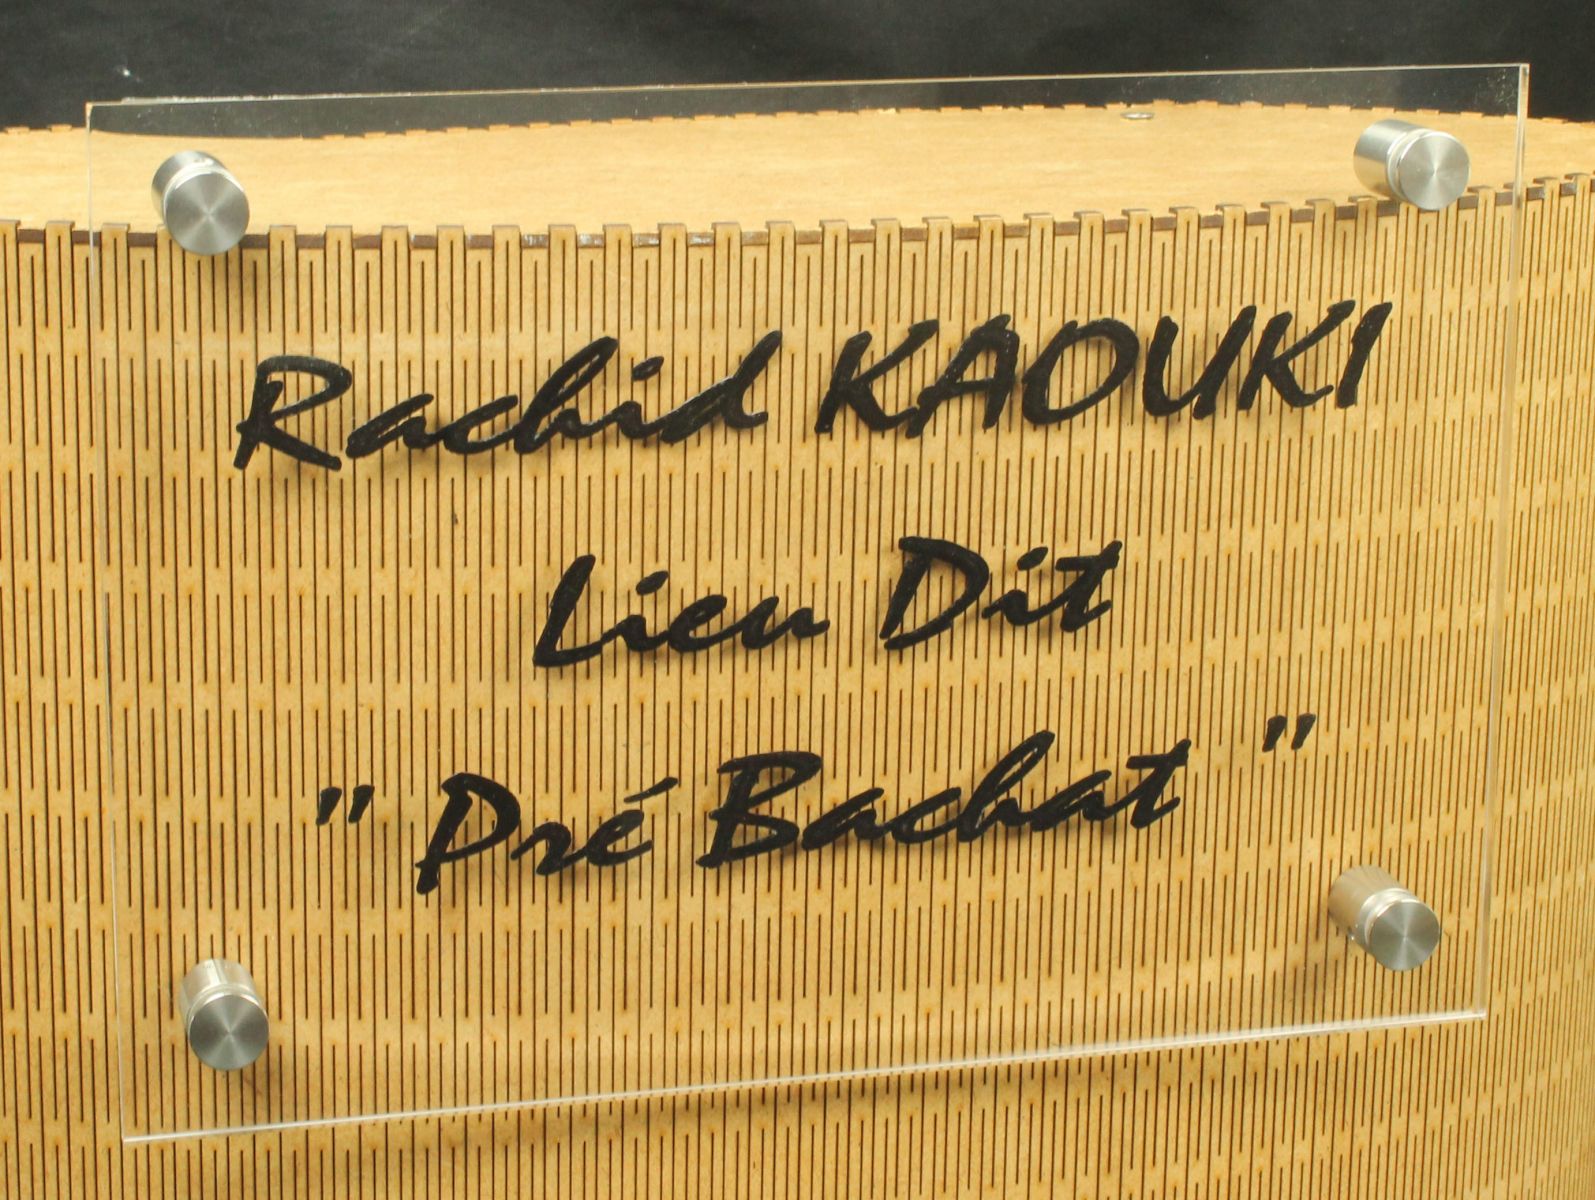 Rachid KAOUKI
Lieu Dit
" Pré Bachat "